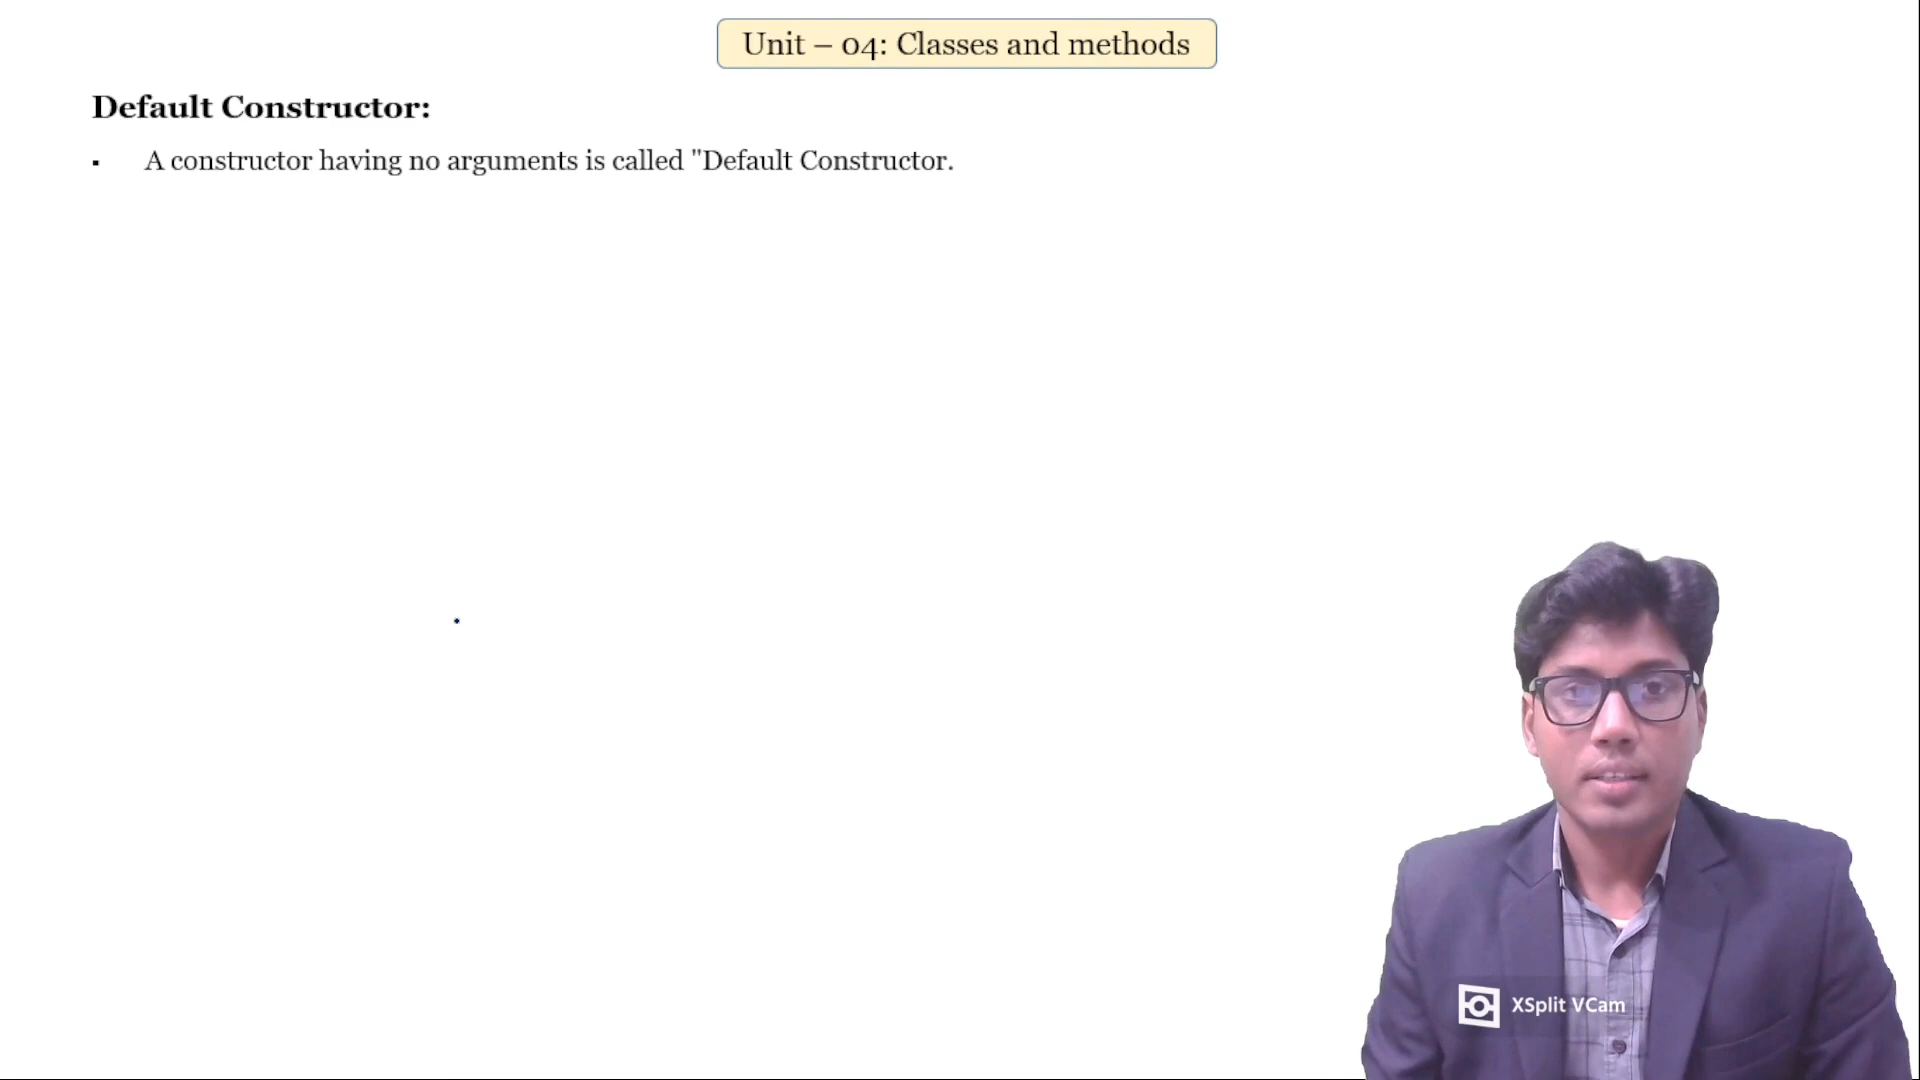 Unit – 04: Classes and methods
Default Constructor:
▪ A constructor having no arguments is called "Default Constructor.
XSplit VCam